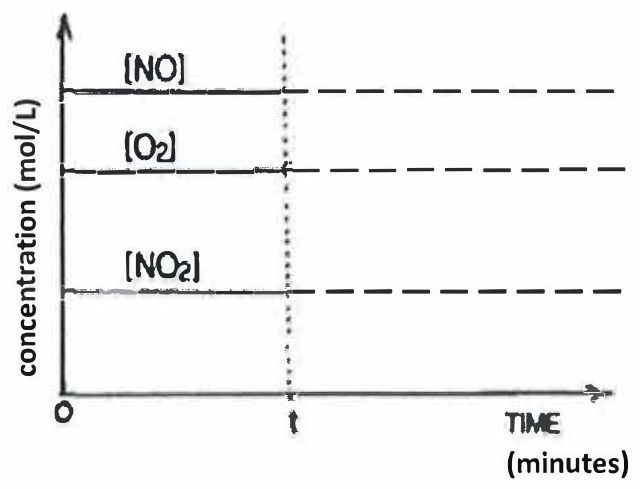 [NO]
[O₂]
[NO₂]
concentration (mol/L)
0
t
TIME
(minutes)